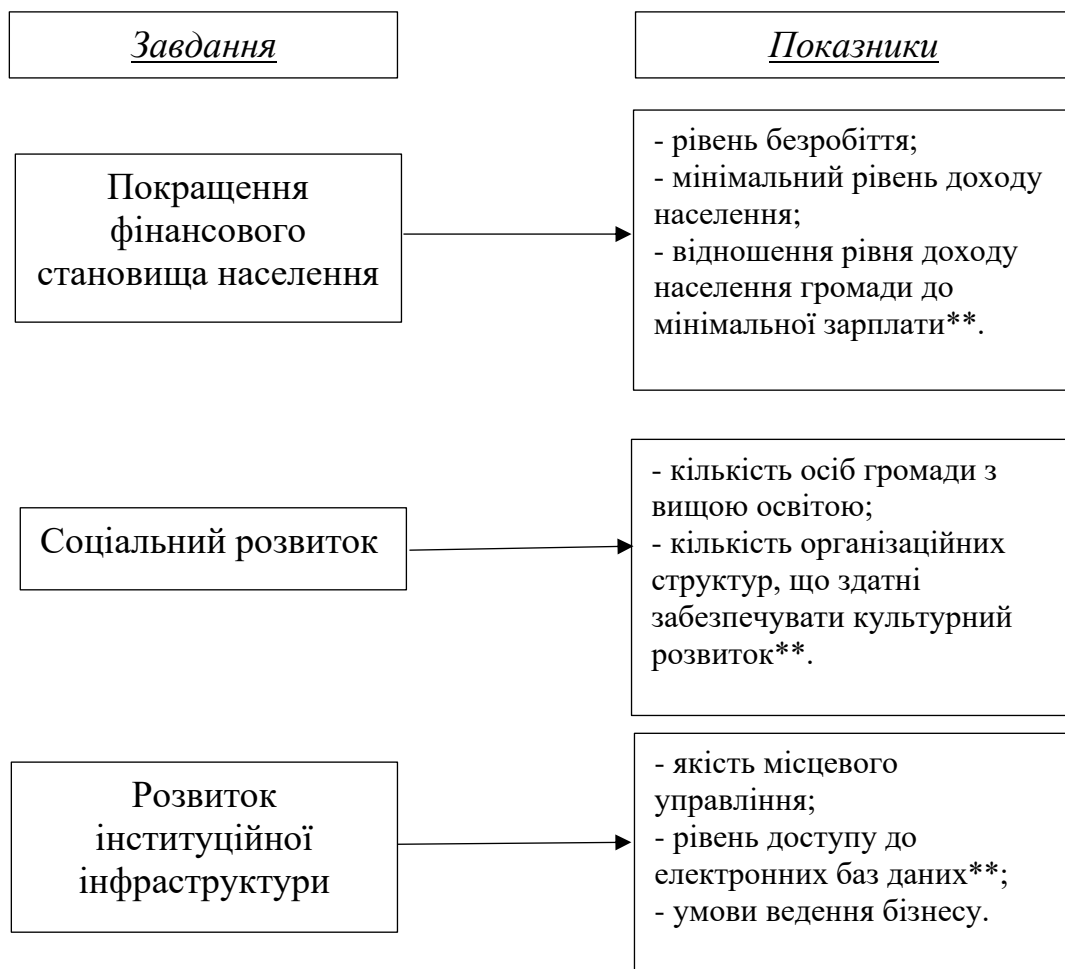 Завдання
Показники
Покращення
фінансового
становища населення
- рівень безробіття;
- мінімальний рівень доходу
населення;
- відношення рівня доходу
населення громади до
мінімальної зарплати**.
Соціальний розвиток
- кількість осіб громади з
вищою освітою;
- кількість організаційних
структур, що здатні
забезпечувати культурний
розвиток**.
Розвиток
інституційної
інфраструктури
- якість місцевого
управління;
- рівень доступу до
електронних баз даних**;
- умови ведення бізнесу.